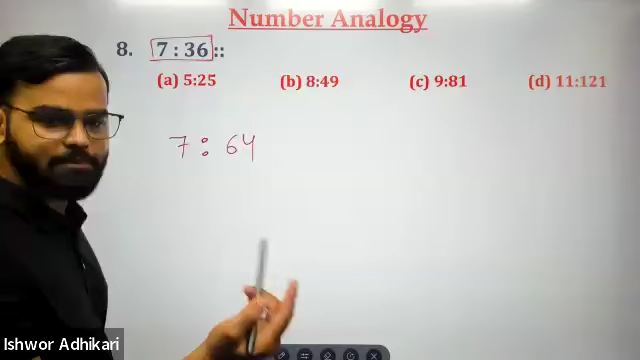 Number Analogy
8. 7 : 36 ::
(a) 5:25 (b) 8:49 (c) 9:81 (d) 11:121
7 : 64
Ishwor Adhikari